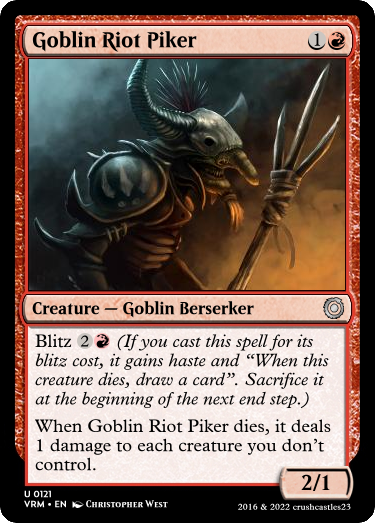 Goblin Riot Piker 1
Creature — Goblin Berserker
Blitz 2 (If you cast this spell for its
blitz cost, it gains haste and “When this
creature dies, draw a card”. Sacrifice it
at the beginning of the next end step.)
When Goblin Riot Piker dies, it deals
1 damage to each creature you don’t
control.
2/1
U 0121
VRM • EN Christopher West
2016 & 2022 crushcastles23